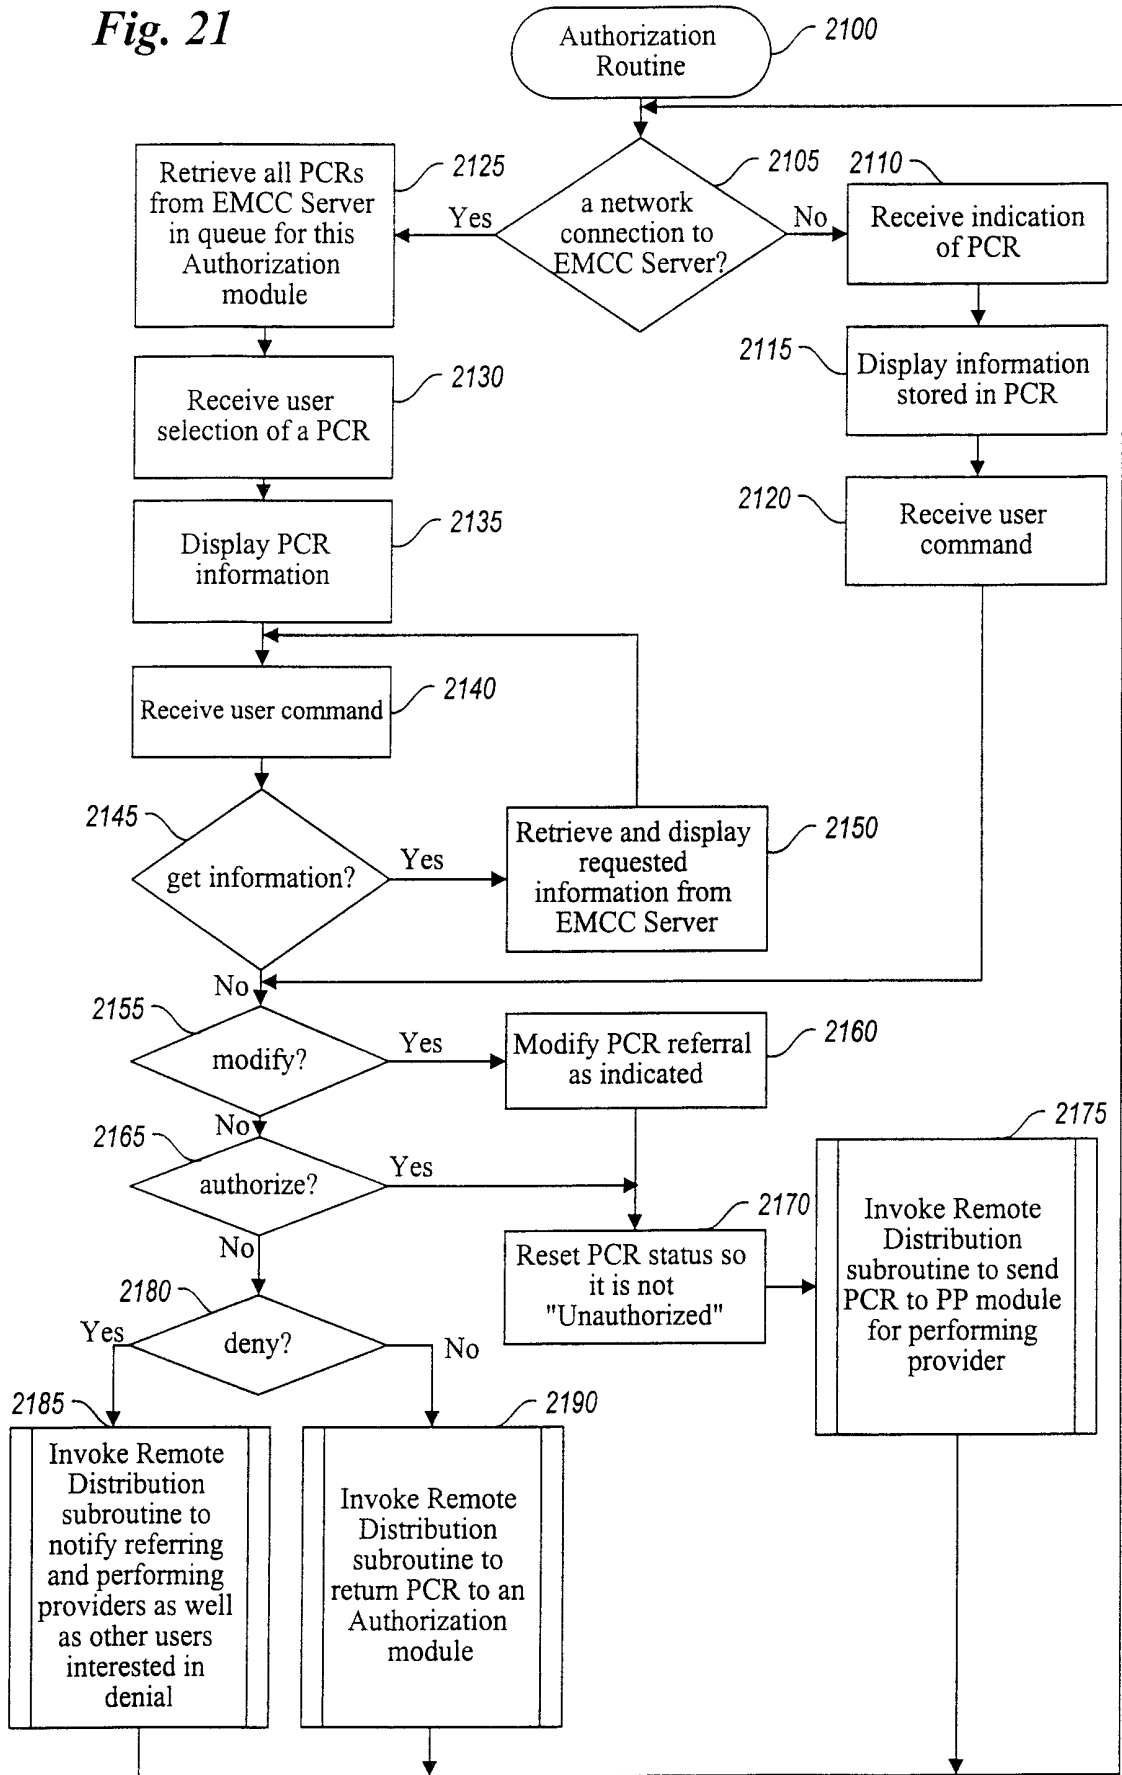 Fig. 21
Authorization
Routine
2100
a network
connection to
EMCC Server?
2105
Yes
No
Retrieve all PCRs
from EMCC Server
in queue for this
Authorization
module
2125
2110
Receive indication
of PCR
2115
Display information
stored in PCR
2120
Receive user
command
Receive user
selection of a PCR
2130
Display PCR
information
2135
Receive user command
2140
2145
get information?
Yes
No
Retrieve and display
requested
information from
EMCC Server
2150
2155
modify?
Yes
No
Modify PCR referral
as indicated
2160
2165
authorize?
Yes
No
2170
Reset PCR status so
it is not
"Unauthorized"
2175
Invoke Remote
Distribution
subroutine to send
PCR to PP module
for performing
provider
2180
deny?
Yes
No
2185
Invoke Remote
Distribution
subroutine to
notify referring
and performing
providers as well
as other users
interested in
denial
2190
Invoke Remote
Distribution
subroutine to
return PCR to an
Authorization
module